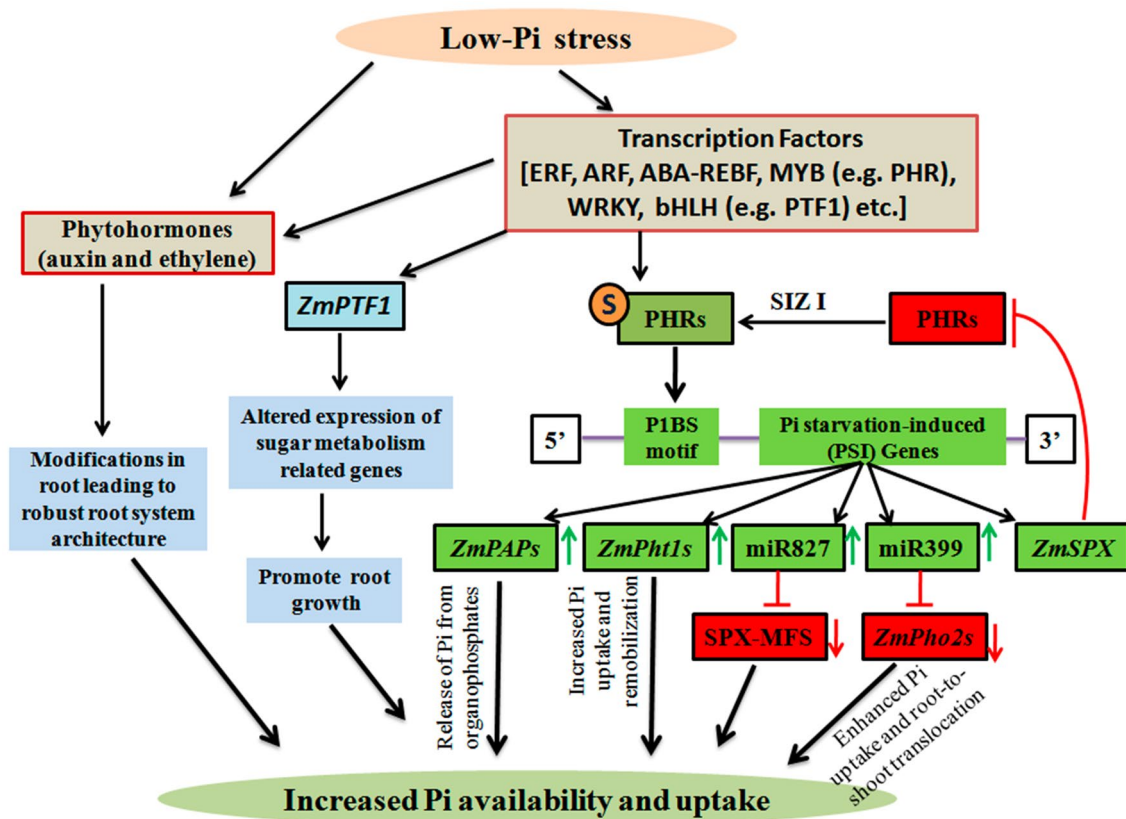 Low-Pi stress
Transcription Factors
[ERF, ARF, ABA-REBF, MYB (e.g. PHR),
WRKY, bHLH (e.g. PTF1) etc.]
Phytohormones
(auxin and ethylene)
ZmPTF1
S
PHRs
SIZ I
PHRs
Altered expression of
sugar metabolism
related genes
5’
P1BS
motif
Pi starvation-induced
(PSI) Genes
3’
Modifications in
root leading to
robust root system
architecture
ZmPAPs
ZmPht1s
miR827
miR399
ZmSPX
Promote root
growth
Release of Pi from
organophosphates
Increased Pi
uptake and
remobilization
SPX-MFS
ZmPho2s
Enhanced Pi
uptake and root-to-
shoot translocation
Increased Pi availability and uptake